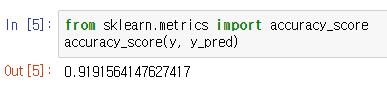 In [5]: from sklearn.metrics import accuracy_score
accuracy_score(y, y_pred)
Out[5]: 0.9191564147627417